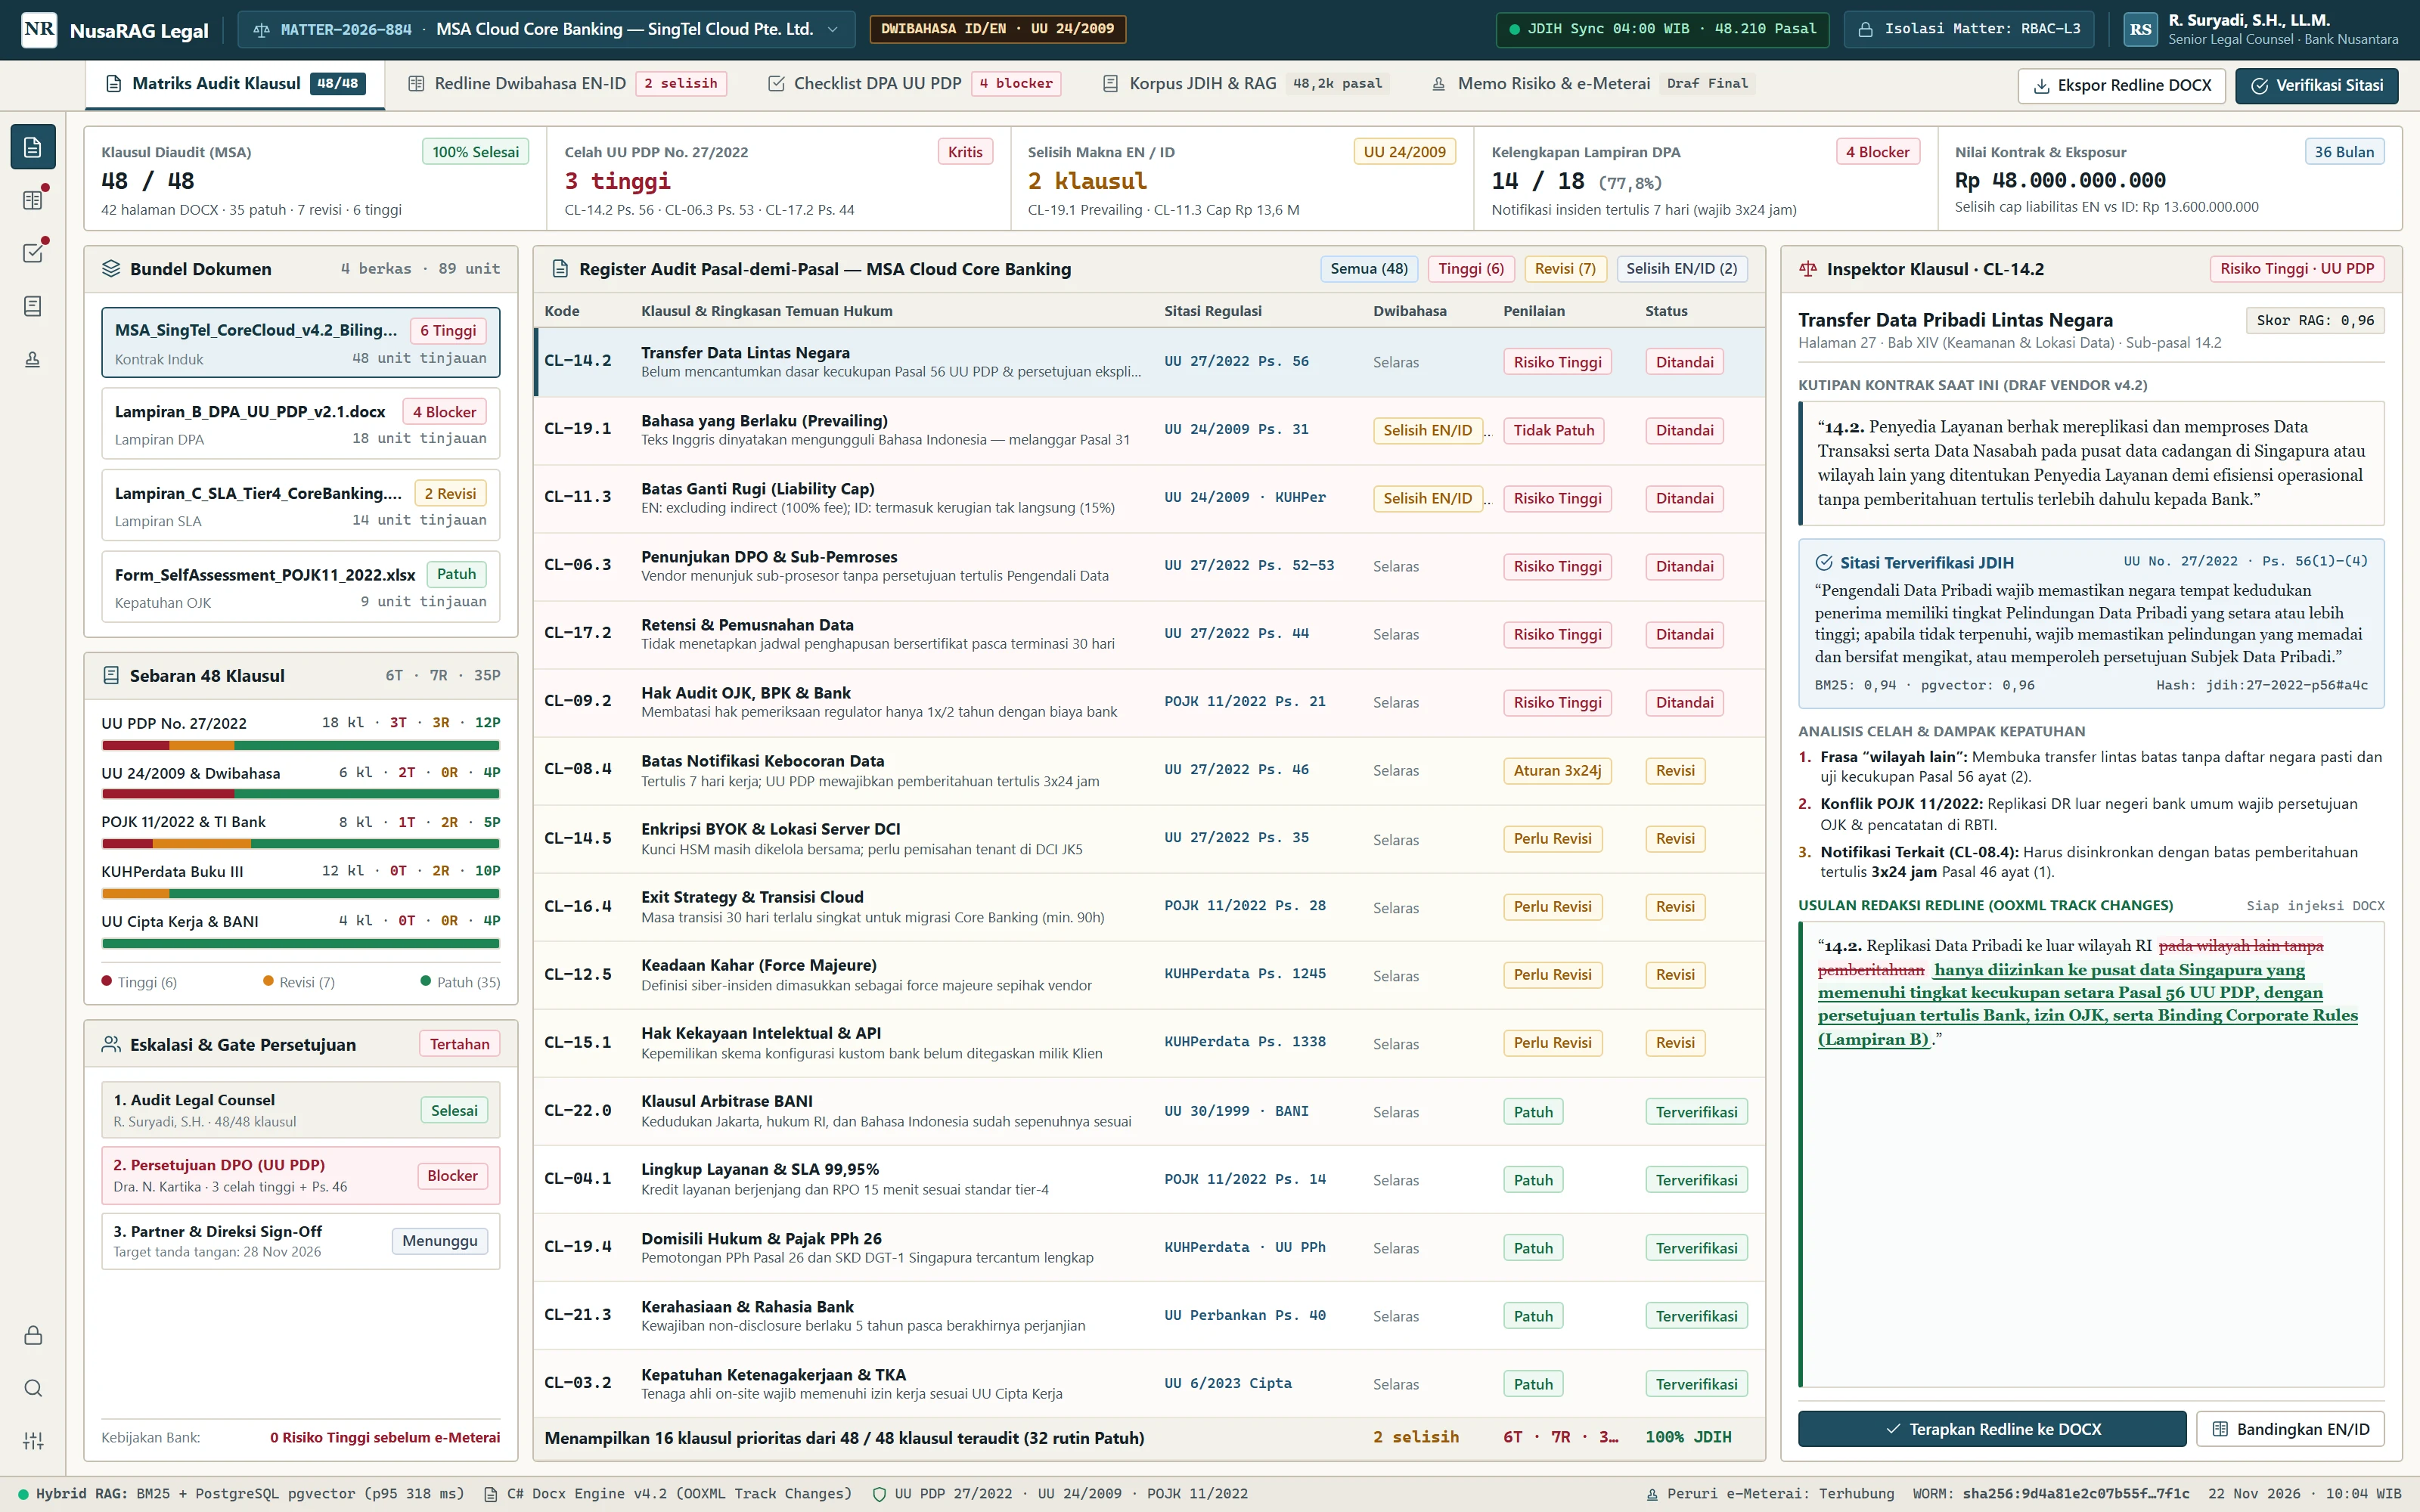 NR NusaRAG Legal MATTER-2026-884 · MSA Cloud Core Banking — SingTel Cloud Pte. Ltd. DWIBAHASA ID/EN · UU 24/2009 JDIH Sync 04:00 WIB · 48.210 Pasal Isolasi Matter: RBAC-L3 RS R. Suryadi, S.H., LL.M.
Senior Legal Counsel · Bank Nusantara
Matriks Audit Klausul 48/48 Redline Dwibahasa EN-ID 2 selisih Checklist DPA UU PDP 4 blocker Korpus JDIH & RAG 48,2k pasal Memo Risiko & e-Meterai Draf Final Ekspor Redline DOCX Verifikasi Sitasi
Klausul Diaudit (MSA) 100% Selesai
48 / 48
42 halaman DOCX · 35 patuh · 7 revisi · 6 tinggi
Celah UU PDP No. 27/2022 Kritis
3 tinggi
CL-14.2 Ps. 56 · CL-06.3 Ps. 53 · CL-17.2 Ps. 44
Selisih Makna EN / ID UU 24/2009
2 klausul
CL-19.1 Prevailing · CL-11.3 Cap Rp 13,6 M
Kelengkapan Lampiran DPA 4 Blocker
14 / 18 (77,8%)
Notifikasi insiden tertulis 7 hari (wajib 3x24 jam)
Nilai Kontrak & Eksposur 36 Bulan
Rp 48.000.000.000
Selisih cap liabilitas EN vs ID: Rp 13.600.000.000
Bundel Dokumen 4 berkas · 89 unit
MSA_SingTel_CoreCloud_v4.2_Biling... 6 Tinggi
Kontrak Induk 48 unit tinjauan
Lampiran_B_DPA_UU_PDP_v2.1.docx 4 Blocker
Lampiran DPA 18 unit tinjauan
Lampiran_C_SLA_Tier4_CoreBanking.... 2 Revisi
Lampiran SLA 14 unit tinjauan
Form_SelfAssessment_POJK11_2022.xlsx Patuh
Kepatuhan OJK 9 unit tinjauan
Sebaran 48 Klausul 6T · 7R · 35P
UU PDP No. 27/2022 18 kl · 3T · 3R · 12P
UU 24/2009 & Dwibahasa 6 kl · 2T · 0R · 4P
POJK 11/2022 & TI Bank 8 kl · 1T · 2R · 5P
KUHPerdata Buku III 12 kl · 0T · 2R · 10P
UU Cipta Kerja & BANI 4 kl · 0T · 0R · 4P
Tinggi (6) Revisi (7) Patuh (35)
Eskalasi & Gate Persetujuan Tertahan
1. Audit Legal Counsel Selesai
R. Suryadi, S.H. · 48/48 klausul
2. Persetujuan DPO (UU PDP) Blocker
Dra. N. Kartika · 3 celah tinggi + Ps. 46
3. Partner & Direksi Sign-Off Menunggu
Target tanda tangan: 28 Nov 2026
Kebijakan Bank: 0 Risiko Tinggi sebelum e-Meterai
Register Audit Pasal-demi-Pasal — MSA Cloud Core Banking Semua (48) Tinggi (6) Revisi (7) Selisih EN/ID (2)
Kode Klausul & Ringkasan Temuan Hukum Sitasi Regulasi Dwibahasa Penilaian Status
CL-14.2 Transfer Data Lintas Negara UU 27/2022 Ps. 56 Selaras Risiko Tinggi Ditandai
Belum mencantumkan dasar kecukupan Pasal 56 UU PDP & persetujuan ekspli...
CL-19.1 Bahasa yang Berlaku (Prevailing) UU 24/2009 Ps. 31 Selisih EN/ID ... Tidak Patuh Ditandai
Teks Inggris dinyatakan mengungguli Bahasa Indonesia — melanggar Pasal 31
CL-11.3 Batas Ganti Rugi (Liability Cap) UU 24/2009 · KUHPer Selisih EN/ID ... Risiko Tinggi Ditandai
EN: excluding indirect (100% fee); ID: termasuk kerugian tak langsung (15%)
CL-06.3 Penunjukan DPO & Sub-Pemroses UU 27/2022 Ps. 52-53 Selaras Risiko Tinggi Ditandai
Vendor menunjuk sub-prosesor tanpa persetujuan tertulis Pengendali Data
CL-17.2 Retensi & Pemusnahan Data UU 27/2022 Ps. 44 Selaras Risiko Tinggi Ditandai
Tidak menetapkan jadwal penghapusan bersertifikat pasca terminasi 30 hari
CL-09.2 Hak Audit OJK, BPK & Bank POJK 11/2022 Ps. 21 Selaras Risiko Tinggi Ditandai
Membatasi hak pemeriksaan regulator hanya 1x/2 tahun dengan biaya bank
CL-08.4 Batas Notifikasi Kebocoran Data UU 27/2022 Ps. 46 Selaras Aturan 3x24j Revisi
Tertulis 7 hari kerja; UU PDP mewajibkan pemberitahuan tertulis 3x24 jam
CL-14.5 Enkripsi BYOK & Lokasi Server DCI UU 27/2022 Ps. 35 Selaras Perlu Revisi Revisi
Kunci HSM masih dikelola bersama; perlu pemisahan tenant di DCI JK5
CL-16.4 Exit Strategy & Transisi Cloud POJK 11/2022 Ps. 28 Selaras Perlu Revisi Revisi
Masa transisi 30 hari terlalu singkat untuk migrasi Core Banking (min. 90h)
CL-12.5 Keadaan Kahar (Force Majeure) KUHPerdata Ps. 1245 Selaras Perlu Revisi Revisi
Definisi siber-insiden dimasukkan sebagai force majeure sepihak vendor
CL-15.1 Hak Kekayaan Intelektual & API KUHPerdata Ps. 1338 Selaras Perlu Revisi Revisi
Kepemilikan skema konfigurasi kustom bank belum ditegaskan milik Klien
CL-22.0 Klausul Arbitrase BANI UU 30/1999 · BANI Selaras Patuh Terverifikasi
Kedudukan Jakarta, hukum RI, dan Bahasa Indonesia sudah sepenuhnya sesuai
CL-04.1 Lingkup Layanan & SLA 99,95% POJK 11/2022 Ps. 14 Selaras Patuh Terverifikasi
Kredit layanan berjenjang dan RPO 15 menit sesuai standar tier-4
CL-19.4 Domisili Hukum & Pajak PPh 26 KUHPerdata · UU PPh Selaras Patuh Terverifikasi
Pemotongan PPh Pasal 26 dan SKD DGT-1 Singapura tercantum lengkap
CL-21.3 Kerahasiaan & Rahasia Bank UU Perbankan Ps. 40 Selaras Patuh Terverifikasi
Kewajiban non-disclosure berlaku 5 tahun pasca berakhirnya perjanjian
CL-03.2 Kepatuhan Ketenagakerjaan & TKA UU 6/2023 Cipta Selaras Patuh Terverifikasi
Tenaga ahli on-site wajib memenuhi izin kerja sesuai UU Cipta Kerja
Menampilkan 16 klausul prioritas dari 48 / 48 klausul teraudit (32 rutin Patuh) 2 selisih 6T · 7R · 3... 100% JDIH
Inspektor Klausul · CL-14.2 Risiko Tinggi · UU PDP
Transfer Data Pribadi Lintas Negara Skor RAG: 0,96
Halaman 27 · Bab XIV (Keamanan & Lokasi Data) · Sub-pasal 14.2
KUTIPAN KONTRAK SAAT INI (DRAF VENDOR v4.2)
“14.2. Penyedia Layanan berhak mereplikasi dan memproses Data
Transaksi serta Data Nasabah pada pusat data cadangan di Singapura atau
wilayah lain yang ditentukan Penyedia Layanan demi efisiensi operasional
tanpa pemberitahuan tertulis terlebih dahulu kepada Bank.”
Sitasi Terverifikasi JDIH UU No. 27/2022 · Ps. 56(1)-(4)
“Pengendali Data Pribadi wajib memastikan negara tempat kedudukan
penerima memiliki tingkat Pelindungan Data Pribadi yang setara atau lebih
tinggi; apabila tidak terpenuhi, wajib memastikan pelindungan yang memadai
dan bersifat mengikat, atau memperoleh persetujuan Subjek Data Pribadi.”
BM25: 0,94 · pgvector: 0,96 Hash: jdih:27-2022-p56#a4c
ANALISIS CELAH & DAMPAK KEPATUHAN
1. Frasa “wilayah lain”: Membuka transfer lintas batas tanpa daftar negara pasti dan
uji kecukupan Pasal 56 ayat (2).
2. Konflik POJK 11/2022: Replikasi DR luar negeri bank umum wajib persetujuan
OJK & pencatatan di RBTI.
3. Notifikasi Terkait (CL-08.4): Harus disinkronkan dengan batas pemberitahuan
tertulis 3x24 jam Pasal 46 ayat (1).
USULAN REDAKSI REDLINE (OOXML TRACK CHANGES) Siap injeksi DOCX
“14.2. Replikasi Data Pribadi ke luar wilayah RI pada wilayah lain tanpa
pemberitahuan hanya diizinkan ke pusat data Singapura yang
memenuhi tingkat kecukupan setara Pasal 56 UU PDP, dengan
persetujuan tertulis Bank, izin OJK, serta Binding Corporate Rules
(Lampiran B).”
Terapkan Redline ke DOCX Bandingkan EN/ID
Hybrid RAG: BM25 + PostgreSQL pgvector (p95 318 ms) C# Docx Engine v4.2 (OOXML Track Changes) UU PDP 27/2022 · UU 24/2009 · POJK 11/2022 Peruri e-Meterai: Terhubung WORM: sha256:9d4a81e2c07b55f…7f1c 22 Nov 2026 · 10:04 WIB